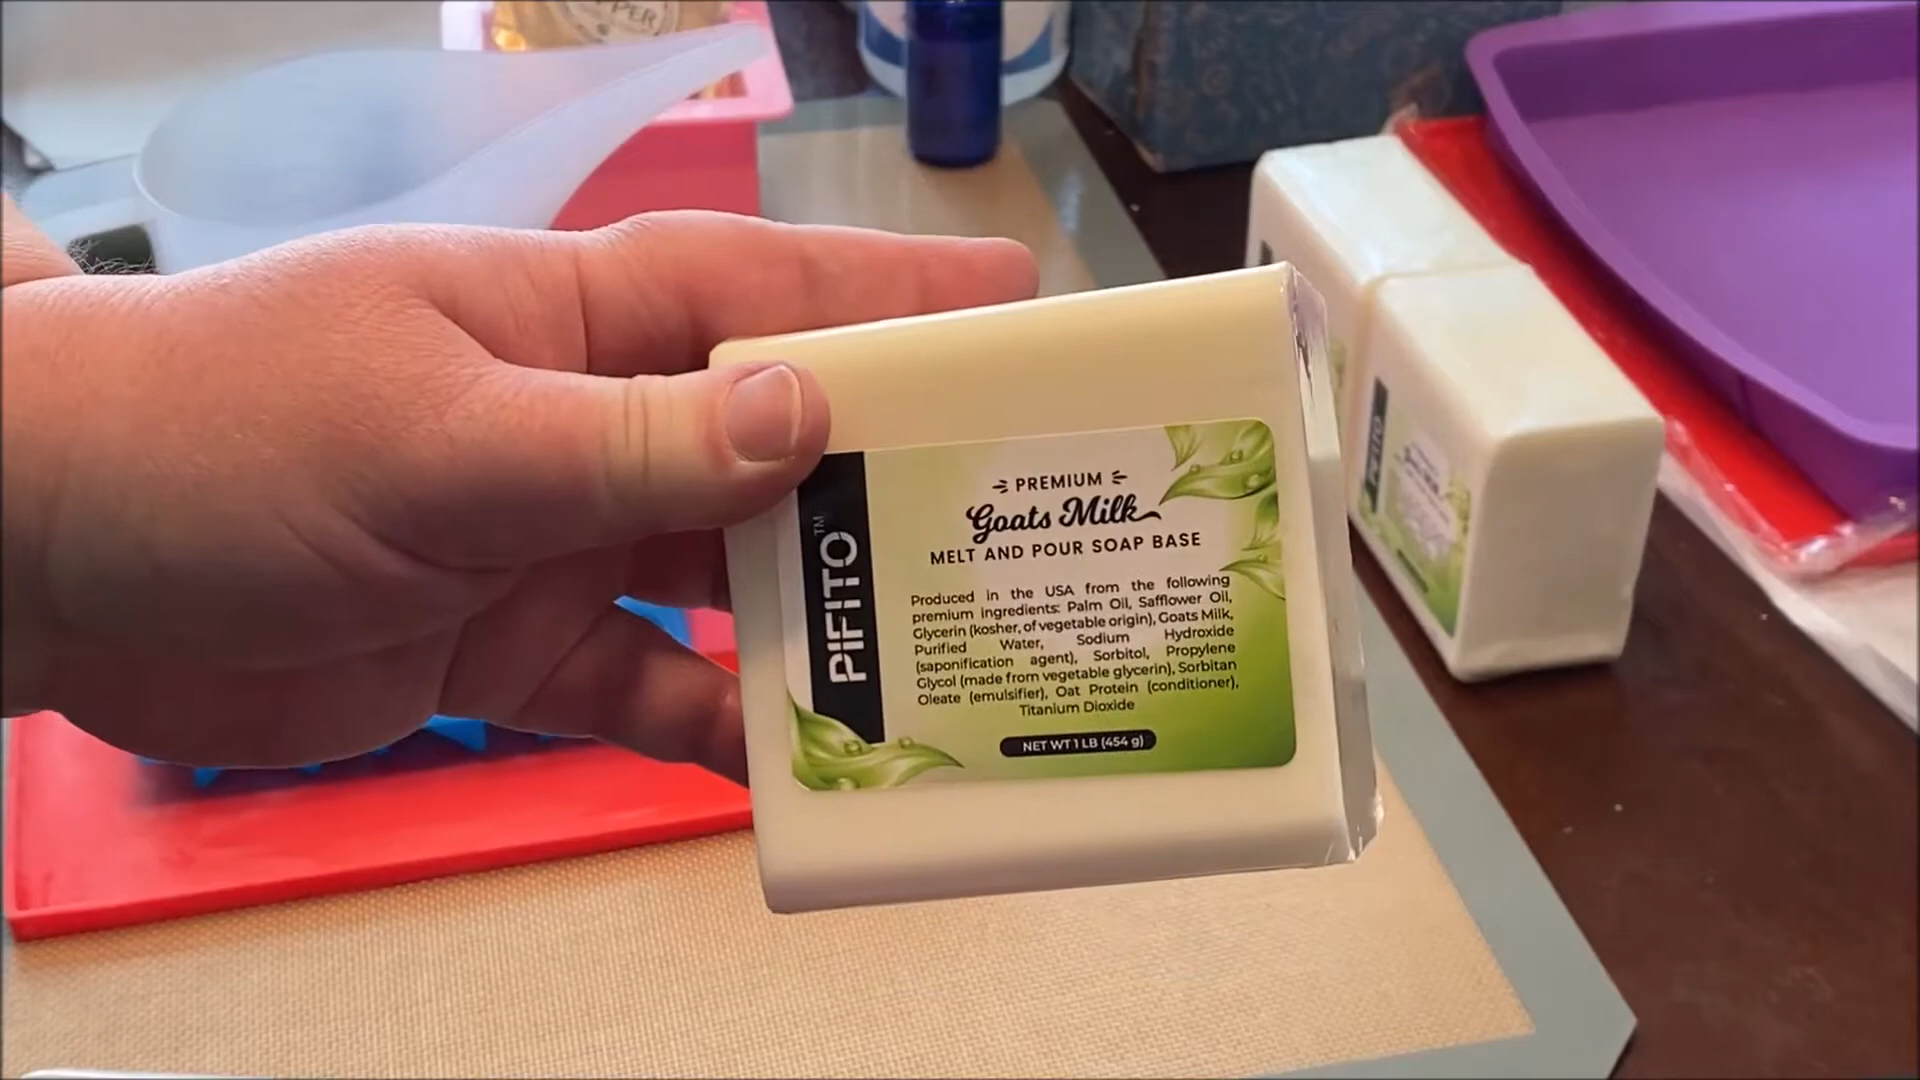 PPER
PREMIUM
Goats Milk
MELT AND POUR SOAP BASE
PIFITO™
Produced in the USA from the following
premium ingredients: Palm Oil, Safflower Oil,
Glycerin (kosher, of vegetable origin), Goats Milk,
Purified Water, Sodium Hydroxide
(saponification agent), Sorbitol, Propylene
Glycol (made from vegetable glycerin), Sorbitan
Oleate (emulsifier), Oat Protein (conditioner),
Titanium Dioxide
NET WT 1 LB (454 g)
PIFITO